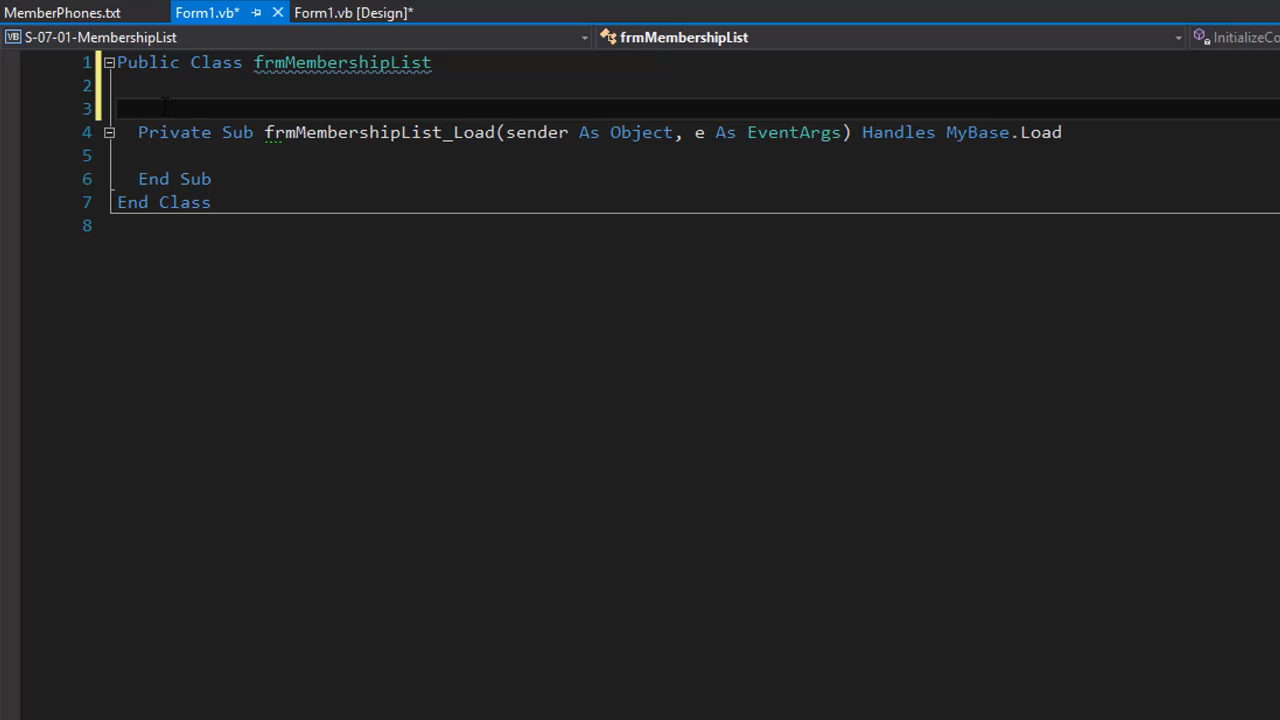 MemberPhones.txt Form1.vb* Form1.vb [Design]*
VB S-07-01-MembershipList frmMembershipList InitializeCo
1 Public Class frmMembershipList
2
3
4 Private Sub frmMembershipList_Load(sender As Object, e As EventArgs) Handles MyBase.Load
5
6 End Sub
7 End Class
8